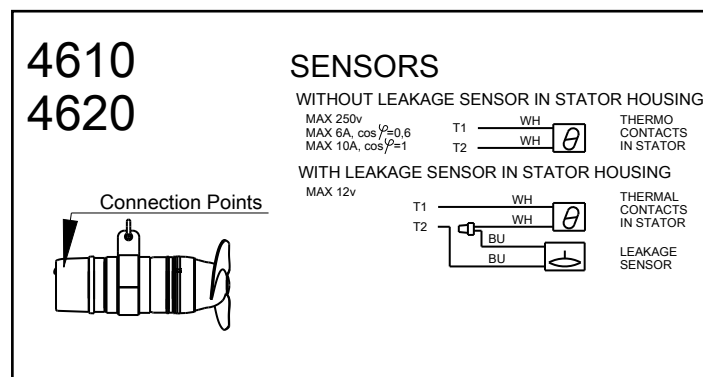 4610
4620
SENSORS
WITHOUT LEAKAGE SENSOR IN STATOR HOUSING
MAX 250v
MAX 6A, cosφ=0,6
MAX 10A, cosφ=1
T1 WH
T2 WH
THERMO
CONTACTS
IN STATOR
WITH LEAKAGE SENSOR IN STATOR HOUSING
MAX 12v
T1 WH
WH
T2
BU
BU
THERMAL
CONTACTS
IN STATOR
LEAKAGE
SENSOR
Connection Points